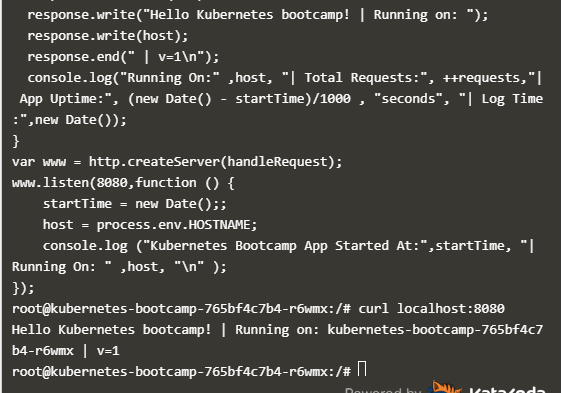 response.write("Hello Kubernetes bootcamp! | Running on: ");
response.write(host);
response.end(" | v=1\n");
console.log("Running On:" ,host, "| Total Requests:", ++requests,"|
App Uptime:", (new Date() - startTime)/1000 , "seconds", "| Log Time
:",new Date());
}
var www = http.createServer(handleRequest);
www.listen(8080,function () {
startTime = new Date();;
host = process.env.HOSTNAME;
console.log ("Kubernetes Bootcamp App Started At:",startTime, "|
Running On: " ,host, "\n" );
});
root@kubernetes-bootcamp-765bf4c7b4-r6wmx:/# curl localhost:8080
Hello Kubernetes bootcamp! | Running on: kubernetes-bootcamp-765bf4c7
b4-r6wmx | v=1
root@kubernetes-bootcamp-765bf4c7b4-r6wmx:/#
Powered by Katakoda